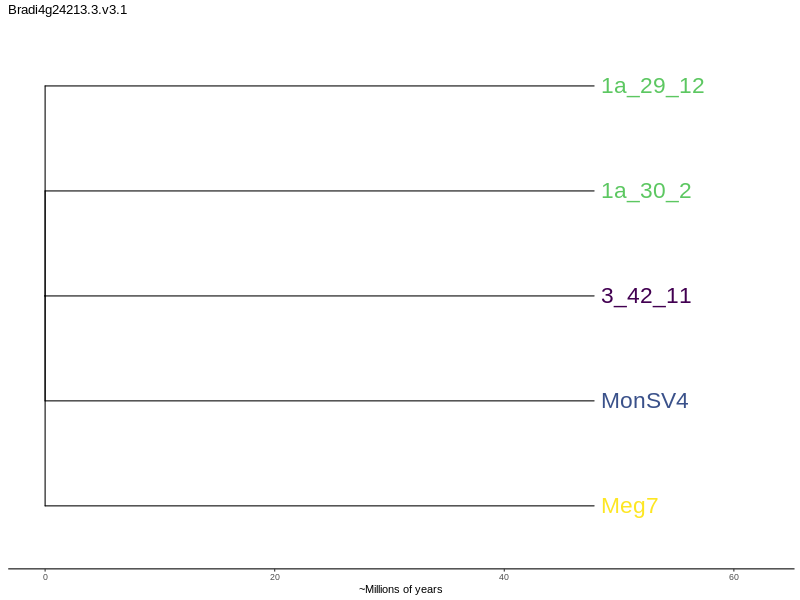 Bradi4g24213.3.v3.1
1a_29_12
1a_30_2
3_42_11
MonSV4
Meg7
0 20 40 60
~Millions of years